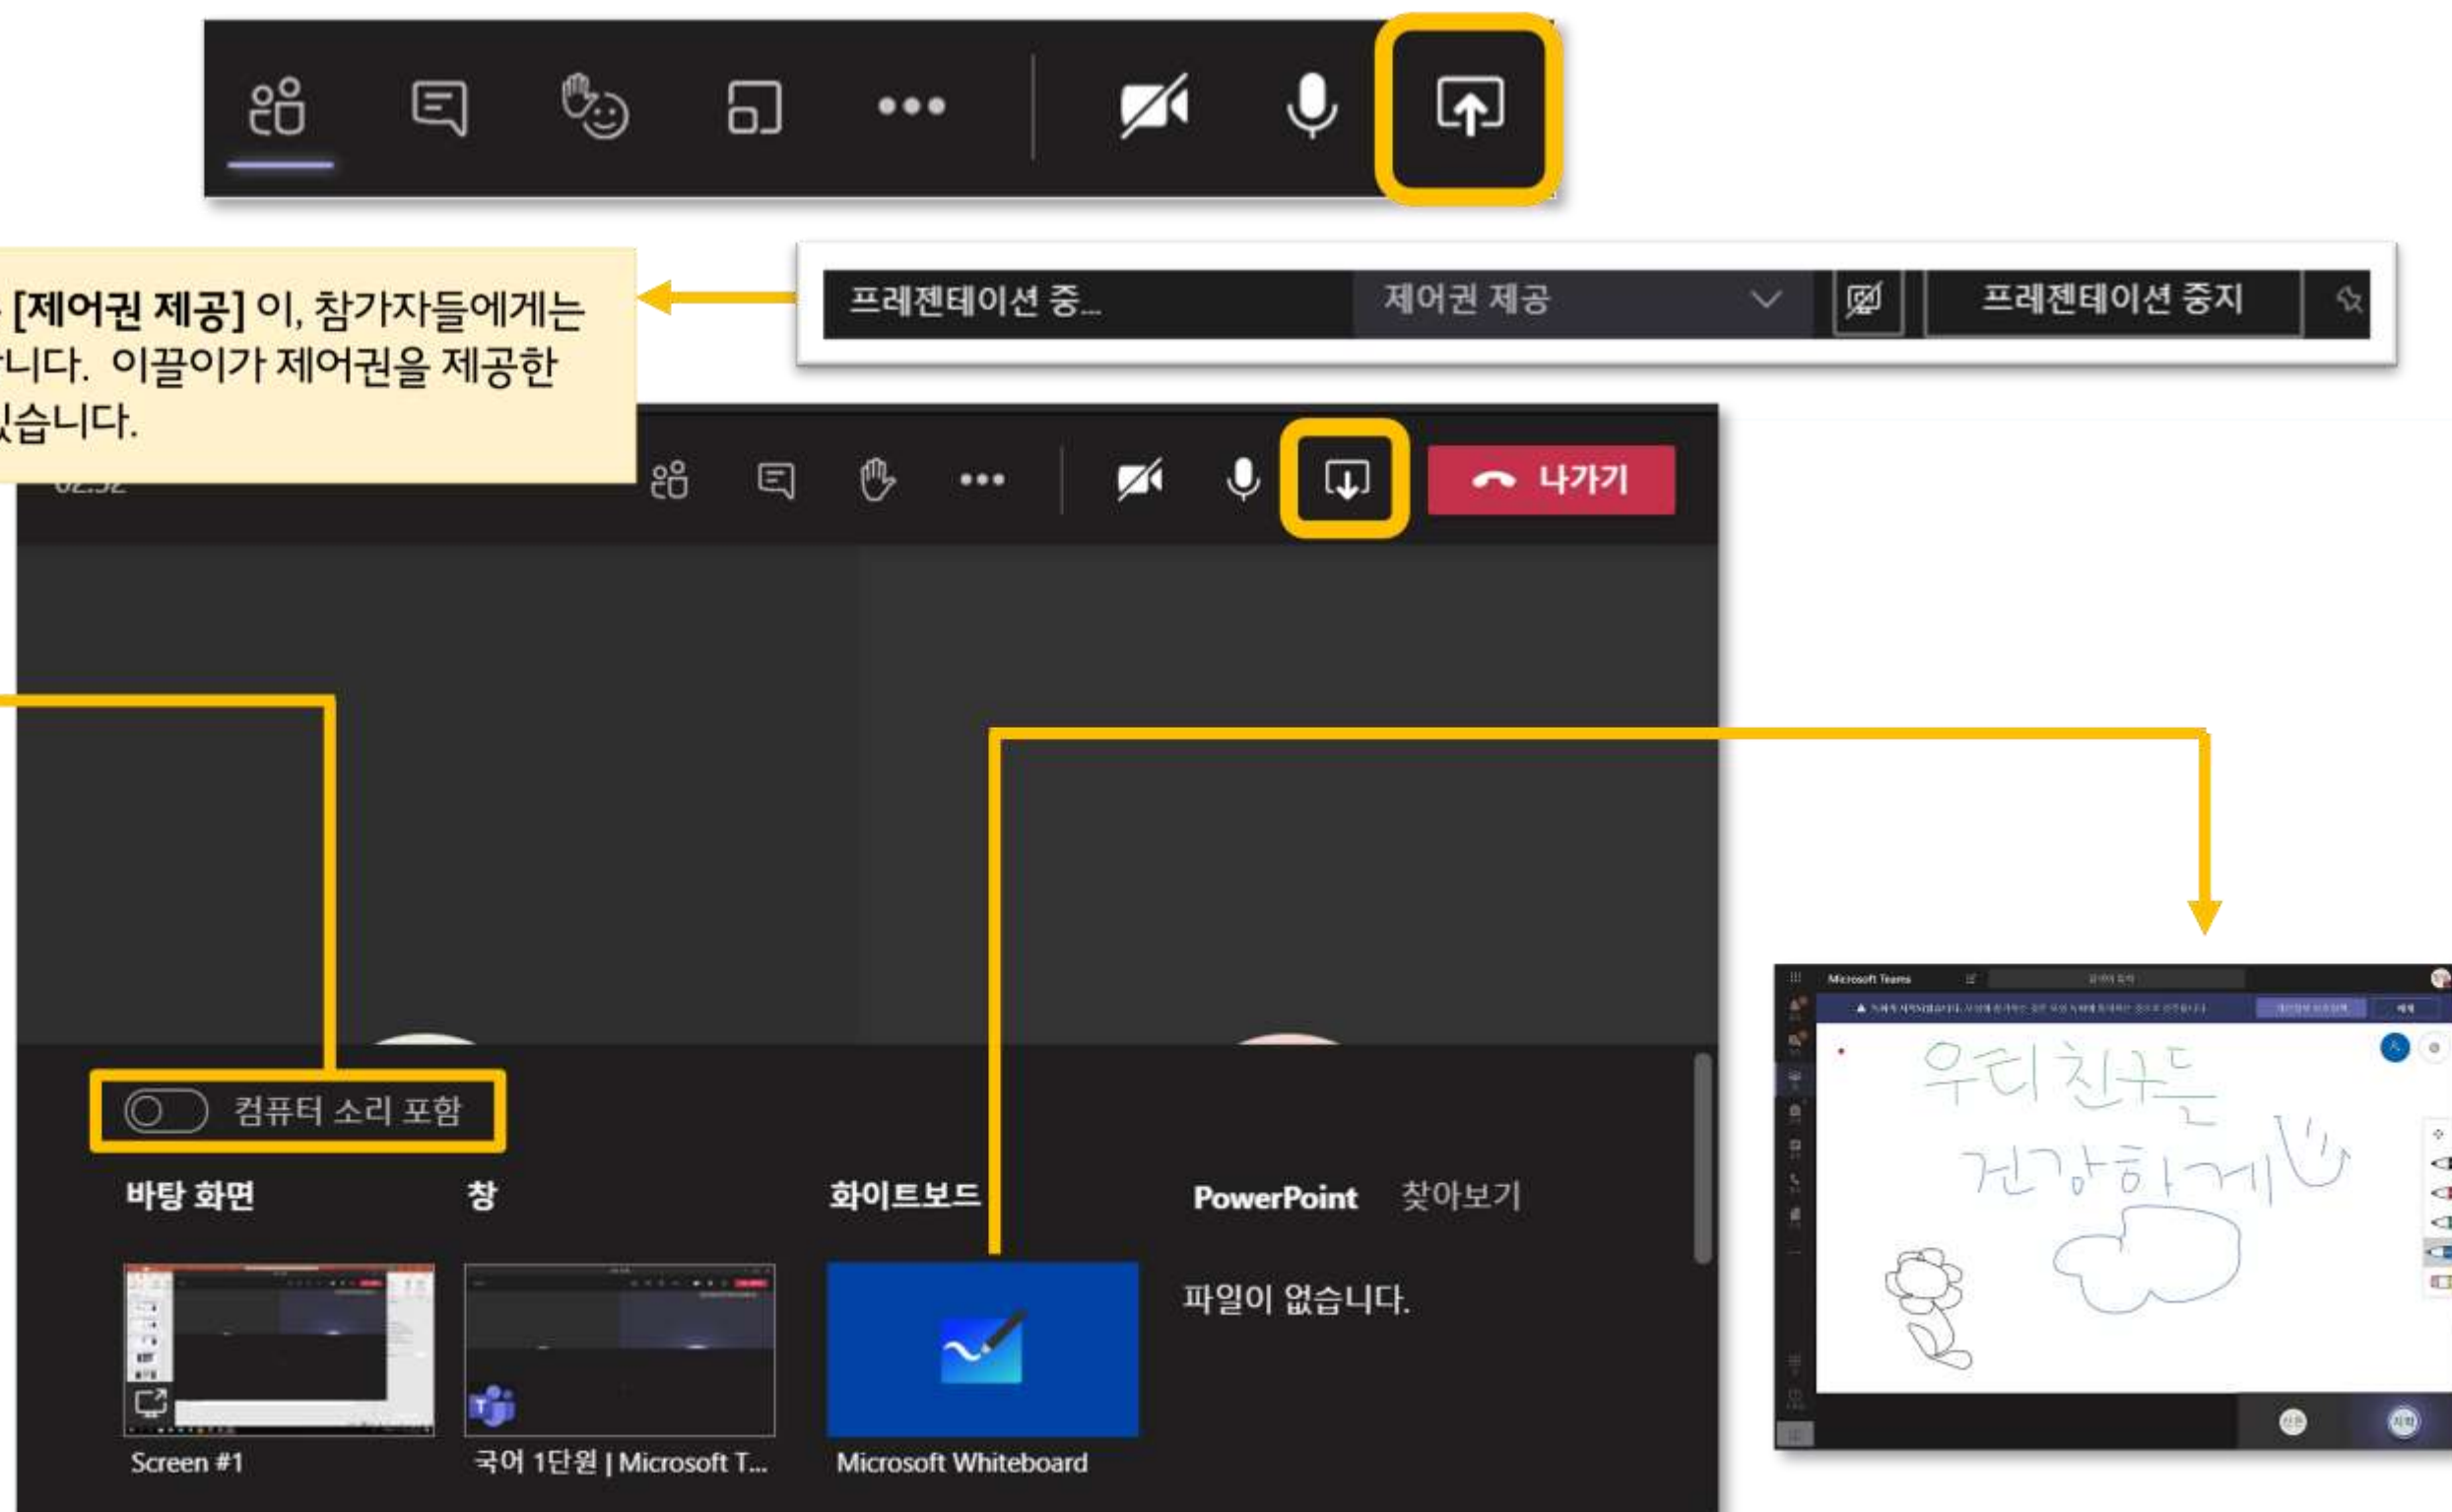 [제어권 제공] 이, 참가자들에게는
니다. 이끌이가 제어권을 제공한
습니다.
프레젠테이션 중...
제어권 제공
프레젠테이션 중지
나가기
컴퓨터 소리 포함
바탕 화면
창
화이트보드
PowerPoint 찾아보기
파일이 없습니다.
Screen #1
국어 1단원 | Microsoft T...
Microsoft Whiteboard
Microsoft Teams
우리 친구들
건강하게